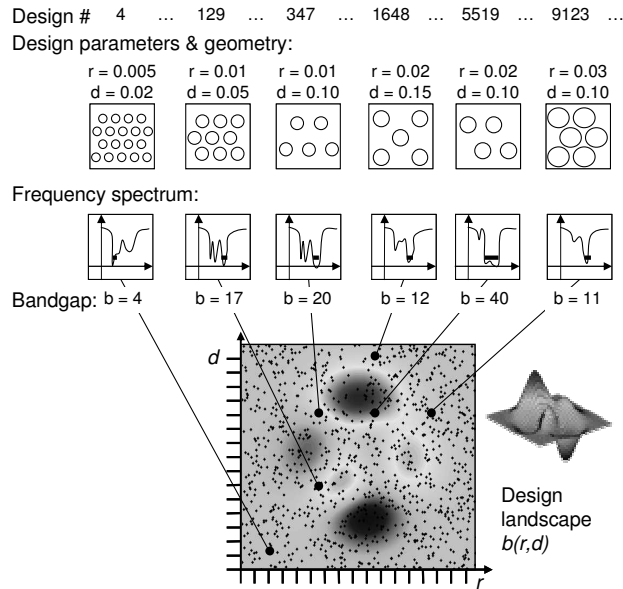 Design # 4 ... 129 ... 347 ... 1648 ... 5519 ... 9123 ...
Design parameters & geometry:
r = 0.005 r = 0.01 r = 0.01 r = 0.02 r = 0.02 r = 0.03
d = 0.02 d = 0.05 d = 0.10 d = 0.15 d = 0.10 d = 0.10
Frequency spectrum:
Bandgap: b = 4 b = 17 b = 20 b = 12 b = 40 b = 11
d
Design
landscape
b(r,d)
r